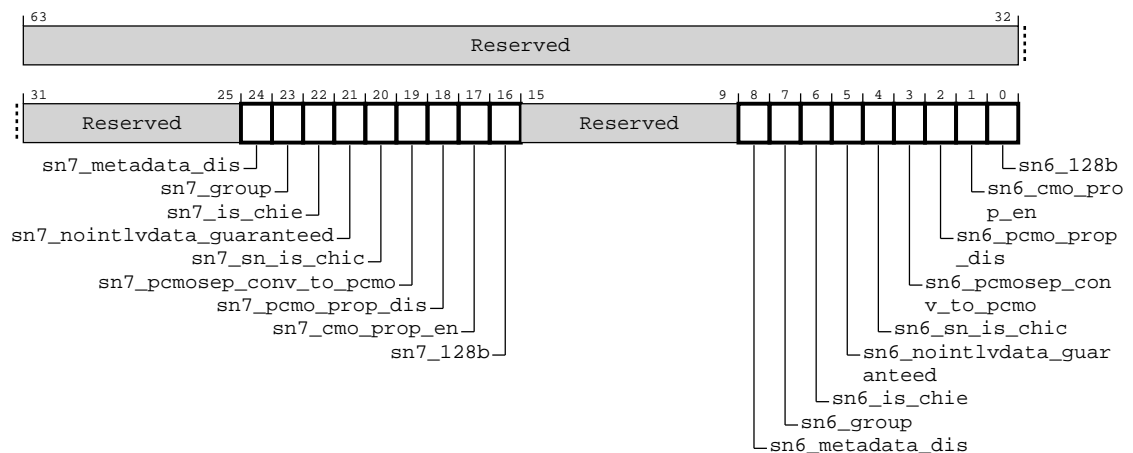 63 32
Reserved
31 25 24 23 22 21 20 19 18 17 16 15 9 8 7 6 5 4 3 2 1 0
Reserved Reserved
sn7_metadata_dis
sn7_group
sn7_is_chie
sn7_nointlvdata_guaranteed
sn7_sn_is_chic
sn7_pcmosep_conv_to_pcmo
sn7_pcmo_prop_dis
sn7_cmo_prop_en
sn7_128b
sn6_128b
sn6_cmo_pro
p_en
sn6_pcmo_prop
_dis
sn6_pcmosep_con
v_to_pcmo
sn6_sn_is_chic
sn6_nointlvdata_guar
anteed
sn6_is_chie
sn6_group
sn6_metadata_dis